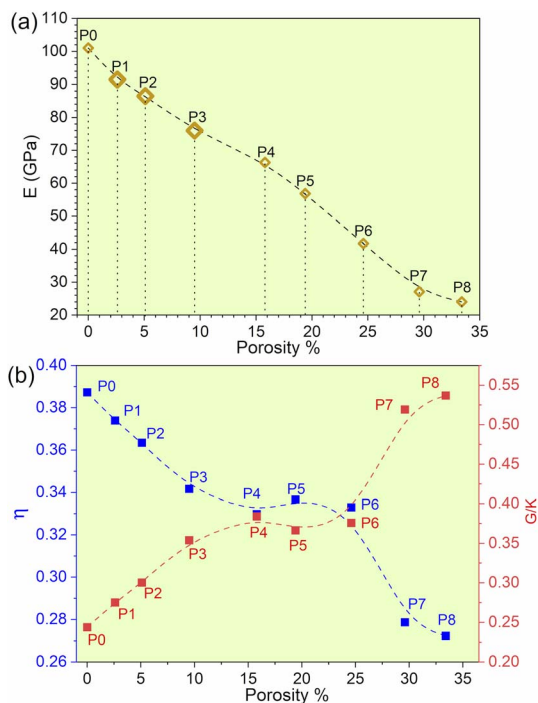 (a)
110
100
90
80
70
60
50
40
30
20
E (GPa)
P0
P1
P2
P3
P4
P5
P6
P7
P8
0 5 10 15 20 25 30 35
Porosity %
(b)
0.40
0.38
0.36
0.34
0.32
0.30
0.28
0.26
η
P0
P1
P2
P3
P4
P5
P6
P7
P8
P0
P1
P2
P3
P4
P5
P6
P7
P8
0.55
0.50
0.45
0.40
0.35
0.30
0.25
0.20
G/K
0 5 10 15 20 25 30 35
Porosity %